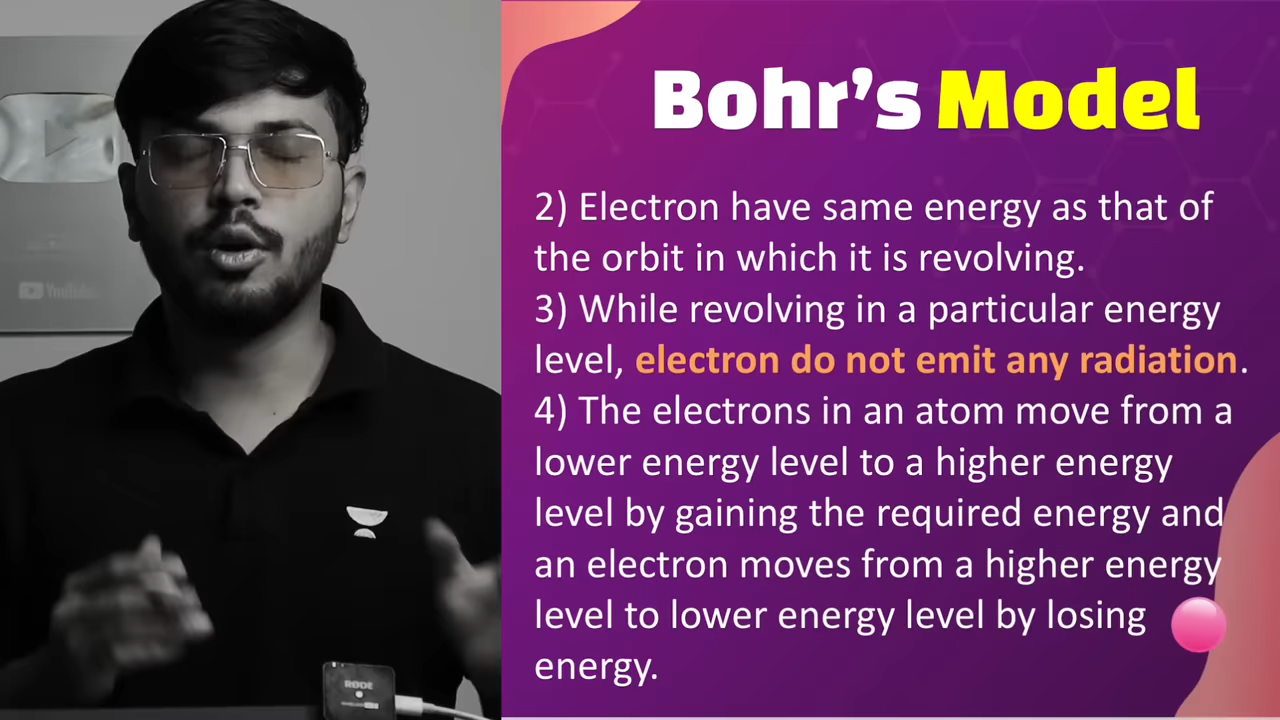 Bohr's Model
2) Electron have same energy as that of
the orbit in which it is revolving.
3) While revolving in a particular energy
level, electron do not emit any radiation.
4) The electrons in an atom move from a
lower energy level to a higher energy
level by gaining the required energy and
an electron moves from a higher energy
level to lower energy level by losing
energy.
YouTube
RØDE